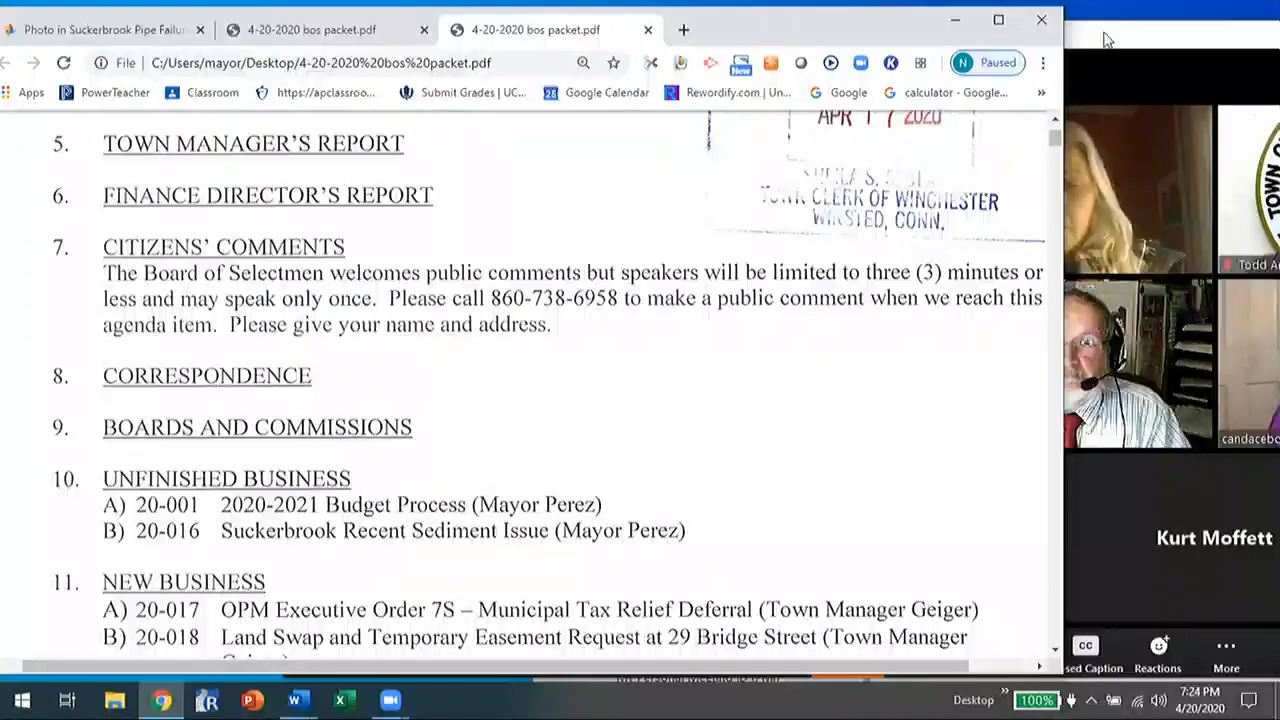 Photo in Suckerbrook Pipe Failur
4-20-2020 bos packet.pdf
4-20-2020 bos packet.pdf
File
C:/Users/mayor/Desktop/4-20-2020%20bos%20packet.pdf
New
N Paused
Apps
PowerTeacher
Classroom
https://apclassroo...
Submit Grades | UC...
28 Google Calendar
Rewordify.com | Un...
Google
calculator - Google...
»
APR 17 2020
TOWN CLERK OF WINCHESTER
WINSTED, CONN.
5. TOWN MANAGER'S REPORT
6. FINANCE DIRECTOR'S REPORT
7. CITIZENS' COMMENTS
The Board of Selectmen welcomes public comments but speakers will be limited to three (3) minutes or
less and may speak only once. Please call 860-738-6958 to make a public comment when we reach this
agenda item. Please give your name and address.
8. CORRESPONDENCE
9. BOARDS AND COMMISSIONS
10. UNFINISHED BUSINESS
A) 20-001 2020-2021 Budget Process (Mayor Perez)
B) 20-016 Suckerbrook Recent Sediment Issue (Mayor Perez)
11. NEW BUSINESS
A) 20-017 OPM Executive Order 7S – Municipal Tax Relief Deferral (Town Manager Geiger)
B) 20-018 Land Swap and Temporary Easement Request at 29 Bridge Street (Town Manager
TOWN
Todd
candacebo
Kurt Moffett
CC
sed Caption
Reactions
More
Desktop
»
100%
7:24 PM
4/20/2020